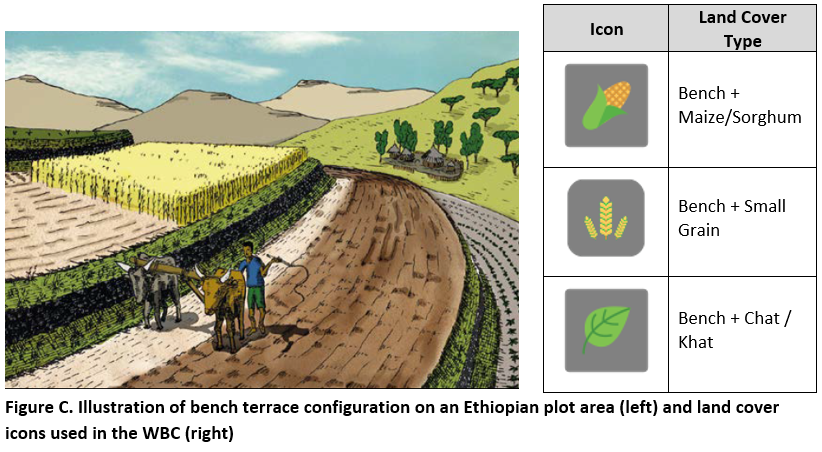 Icon
Land Cover
Type
Bench +
Maize/Sorghum
Bench + Small
Grain
Bench + Chat /
Khat
Figure C. Illustration of bench terrace configuration on an Ethiopian plot area (left) and land cover
icons used in the WBC (right)